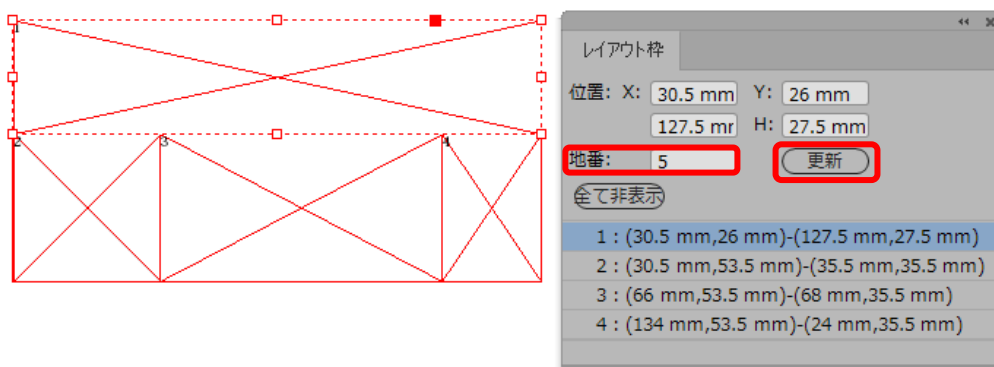 1
2
3
4
レイアウト枠
位置: X: 30.5 mm Y: 26 mm
127.5 mr H: 27.5 mm
地番: 5 更新
全て非表示
1 : (30.5 mm,26 mm)-(127.5 mm,27.5 mm)
2 : (30.5 mm,53.5 mm)-(35.5 mm,35.5 mm)
3 : (66 mm,53.5 mm)-(68 mm,35.5 mm)
4 : (134 mm,53.5 mm)-(24 mm,35.5 mm)